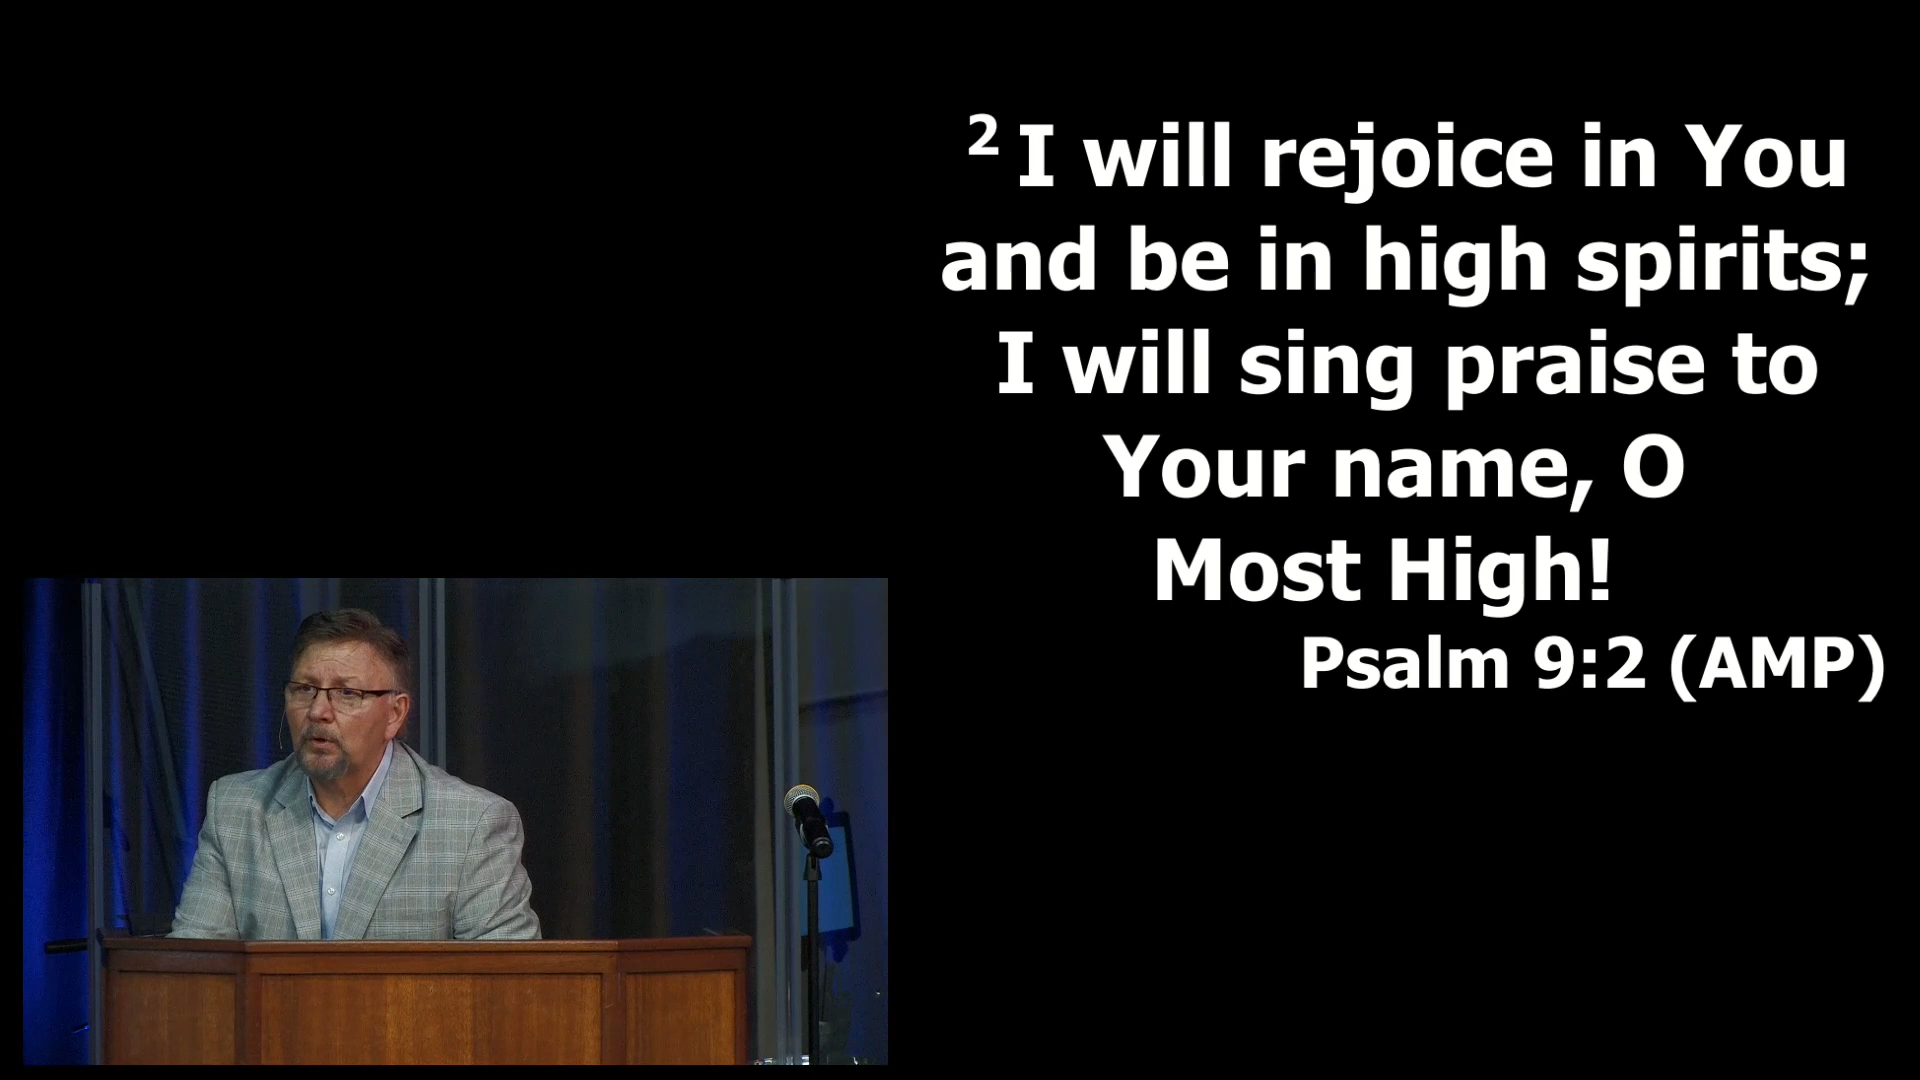 2 I will rejoice in You
and be in high spirits;
I will sing praise to
Your name, O
Most High!
Psalm 9:2 (AMP)